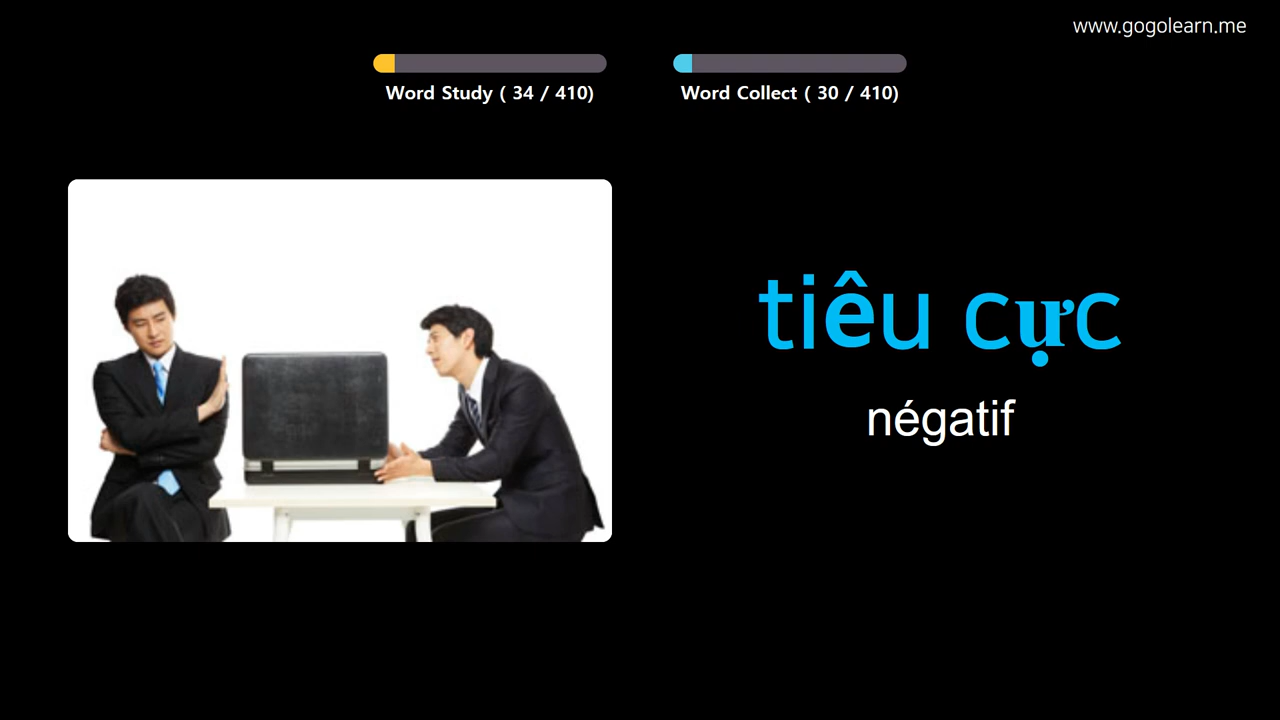 www.gogolearn.me
Word Study ( 34 / 410)
Word Collect ( 30 / 410)
tiêu cực
négatif